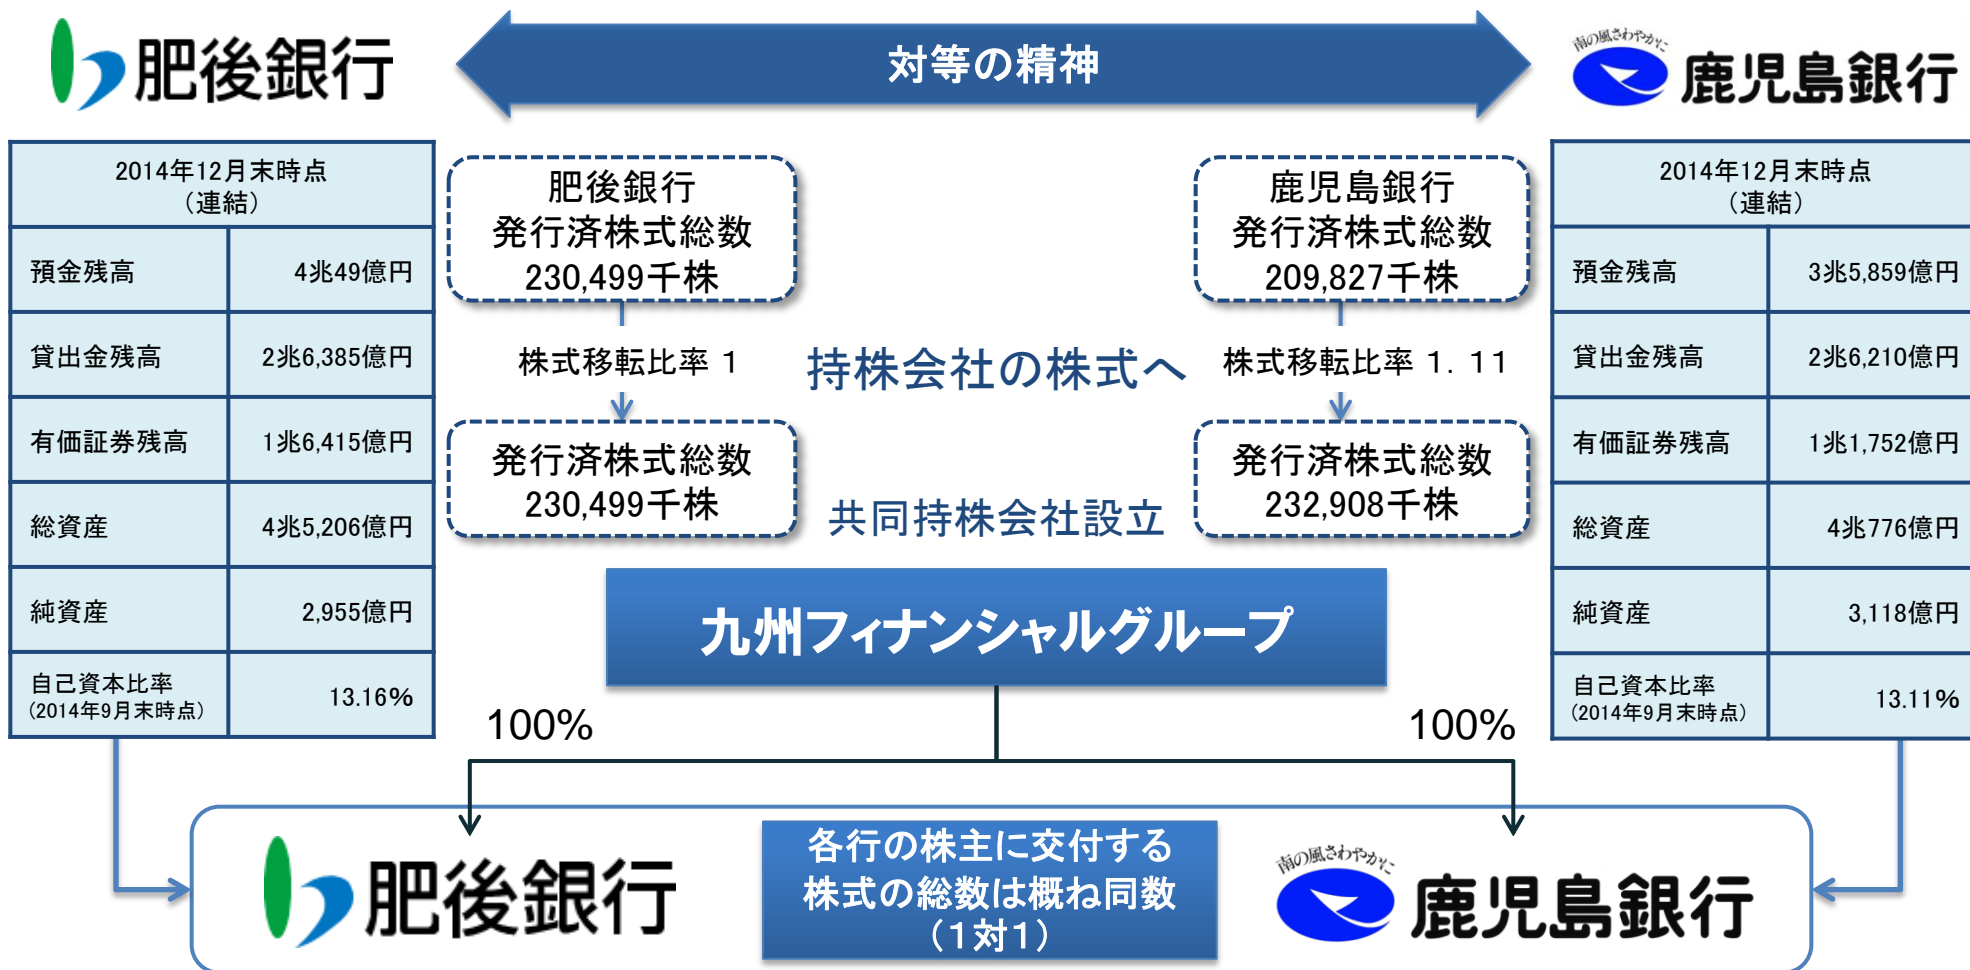 肥後銀行
対等の精神
南の風さわやかに
鹿児島銀行
2014年12月末時点
(連結)
預金残高 4兆49億円
貸出金残高 2兆6,385億円
有価証券残高 1兆6,415億円
総資産 4兆5,206億円
純資産 2,955億円
自己資本比率
(2014年9月末時点) 13.16%
肥後銀行
発行済株式総数
230,499千株
株式移転比率 1
発行済株式総数
230,499千株
持株会社の株式へ
共同持株会社設立
鹿児島銀行
発行済株式総数
209,827千株
株式移転比率 1.11
発行済株式総数
232,908千株
2014年12月末時点
(連結)
預金残高 3兆5,859億円
貸出金残高 2兆6,210億円
有価証券残高 1兆1,752億円
総資産 4兆776億円
純資産 3,118億円
自己資本比率
(2014年9月末時点) 13.11%
九州フィナンシャルグループ
100%
100%
肥後銀行
各行の株主に交付する
株式の総数は概ね同数
(1対1)
南の風さわやかに
鹿児島銀行